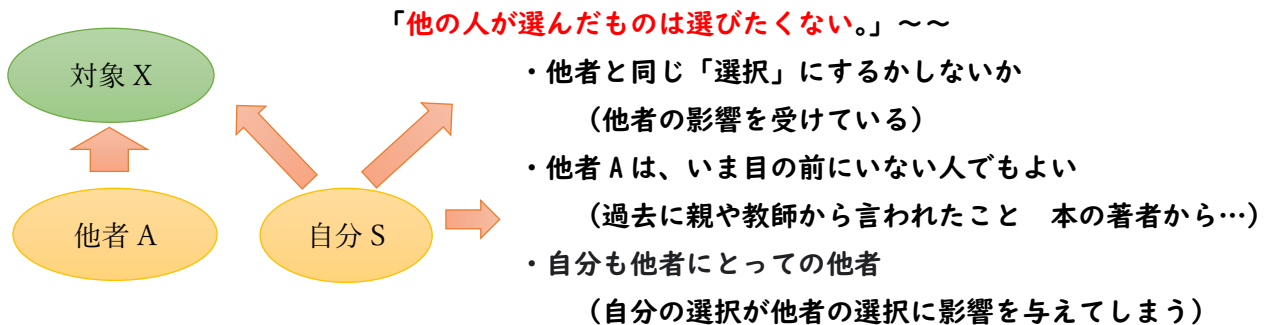 「他の人が選んだものは選びたくない。」～～
対象 X
・他者と同じ「選択」にするかしないか
（他者の影響を受けている）
・他者 A は、いま目の前にいない人でもよい
（過去に親や教師から言われたこと　本の著者から…）
他者 A
自分 S
・自分も他者にとっての他者
（自分の選択が他者の選択に影響を与えてしまう）